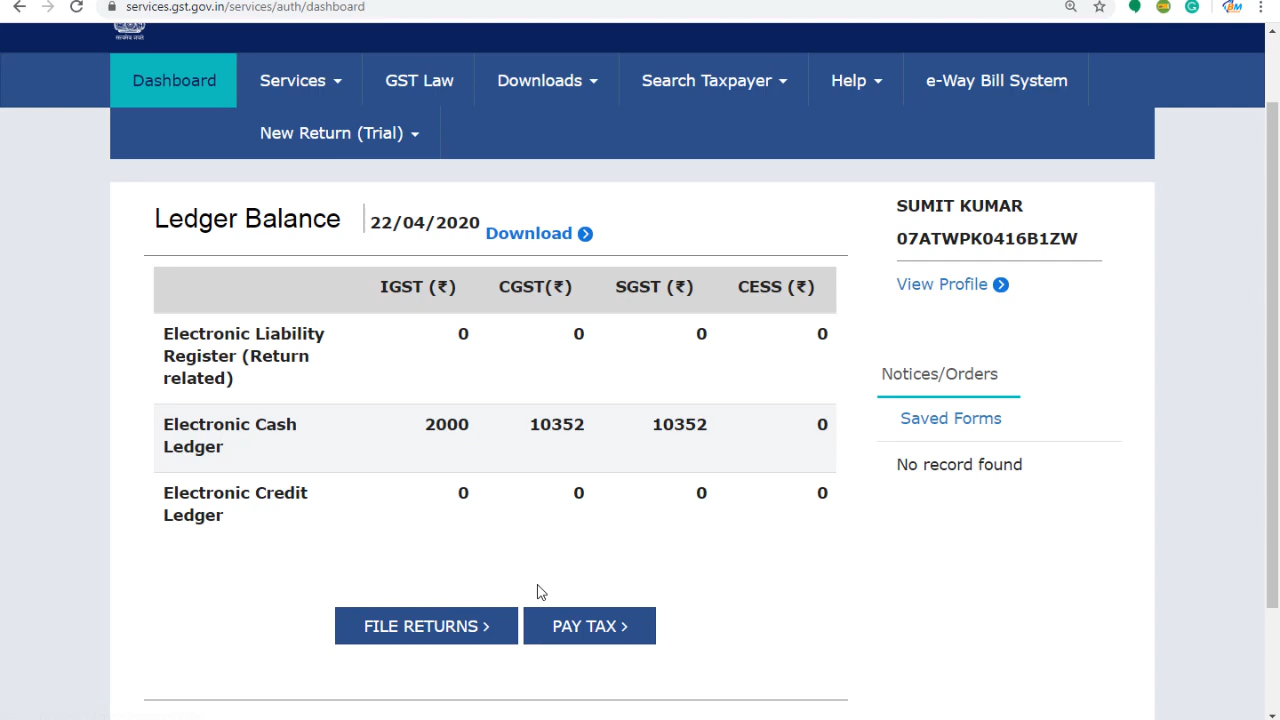 services.gst.gov.in/services/auth/dashboard
सत्यमेव जयते
Dashboard Services GST Law Downloads Search Taxpayer Help e-Way Bill System
New Return (Trial)
Ledger Balance 22/04/2020 Download
SUMIT KUMAR
07ATWPK0416B1ZW
View Profile
IGST (₹) CGST(₹) SGST (₹) CESS (₹)
Electronic Liability 0 0 0 0
Register (Return
related)
Electronic Cash 2000 10352 10352 0
Ledger
Electronic Credit 0 0 0 0
Ledger
Notices/Orders
Saved Forms
No record found
FILE RETURNS > PAY TAX >